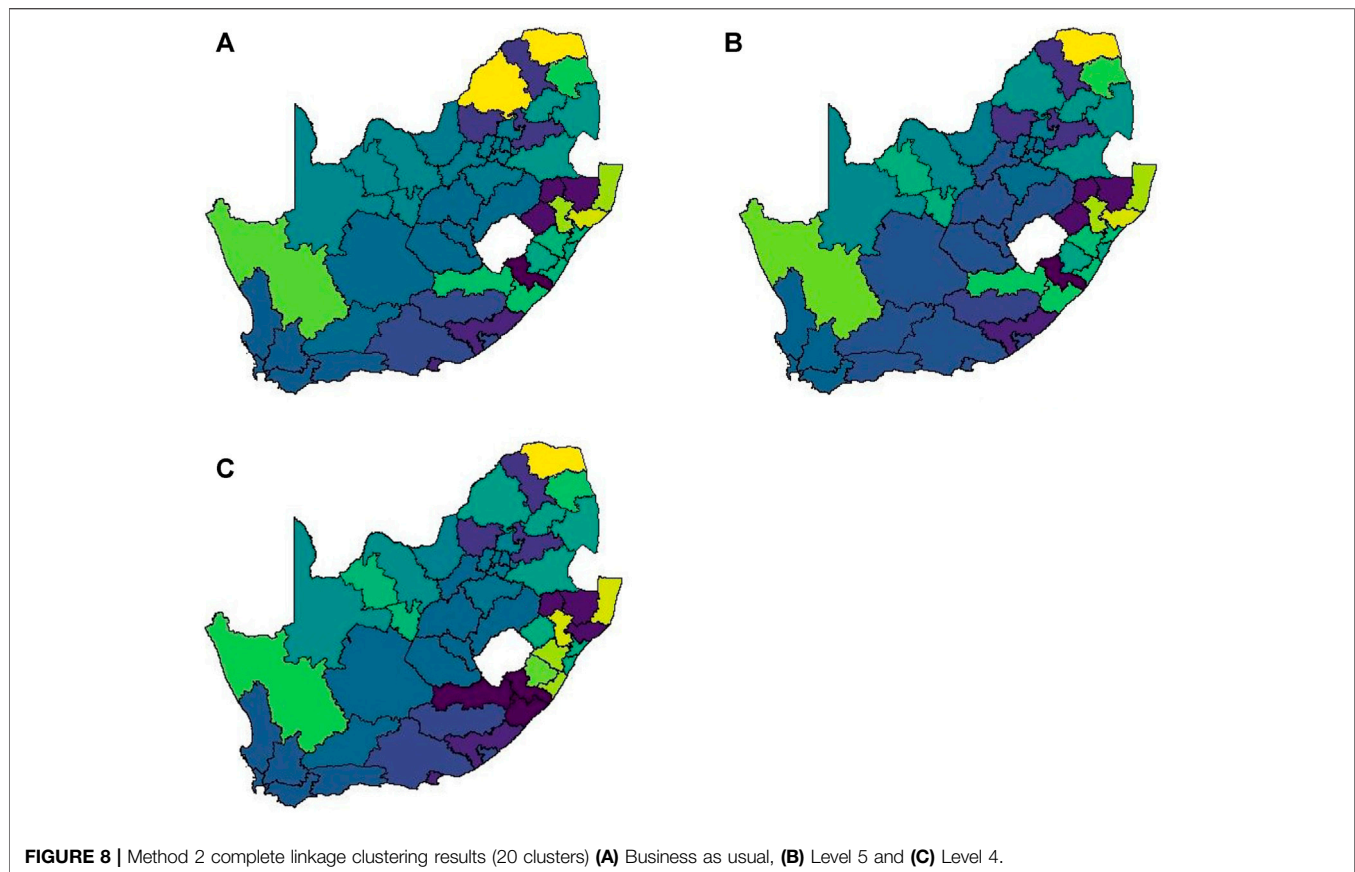 A
B
C
FIGURE 8 | Method 2 complete linkage clustering results (20 clusters) (A) Business as usual, (B) Level 5 and (C) Level 4.